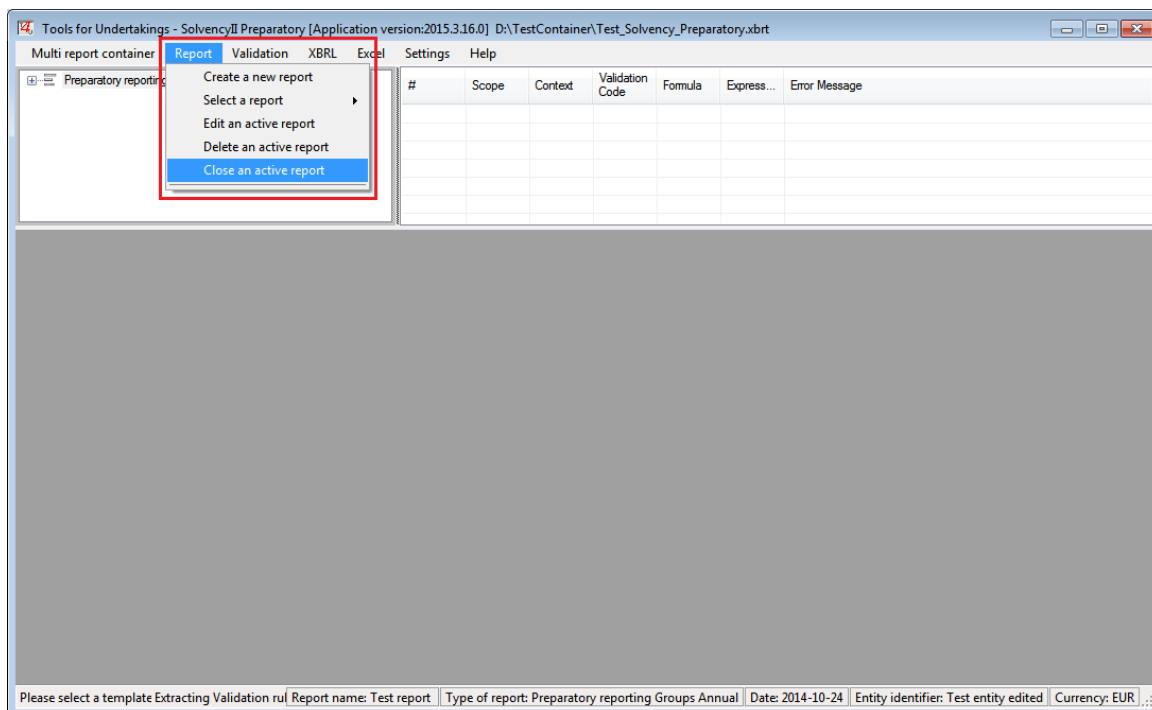 Tools for Undertakings - SolvencyII Preparatory [Application version:2015.3.16.0] D:\TestContainer\Test_Solvency_Preparatory.xbrt
Multi report container Report Validation XBRL Excel Settings Help
Preparatory reporting
Create a new report
Select a report
Edit an active report
Delete an active report
Close an active report
# Scope Context Validation Code Formula Express... Error Message
Please select a template Extracting Validation rul Report name: Test report Type of report: Preparatory reporting Groups Annual Date: 2014-10-24 Entity identifier: Test entity edited Currency: EUR